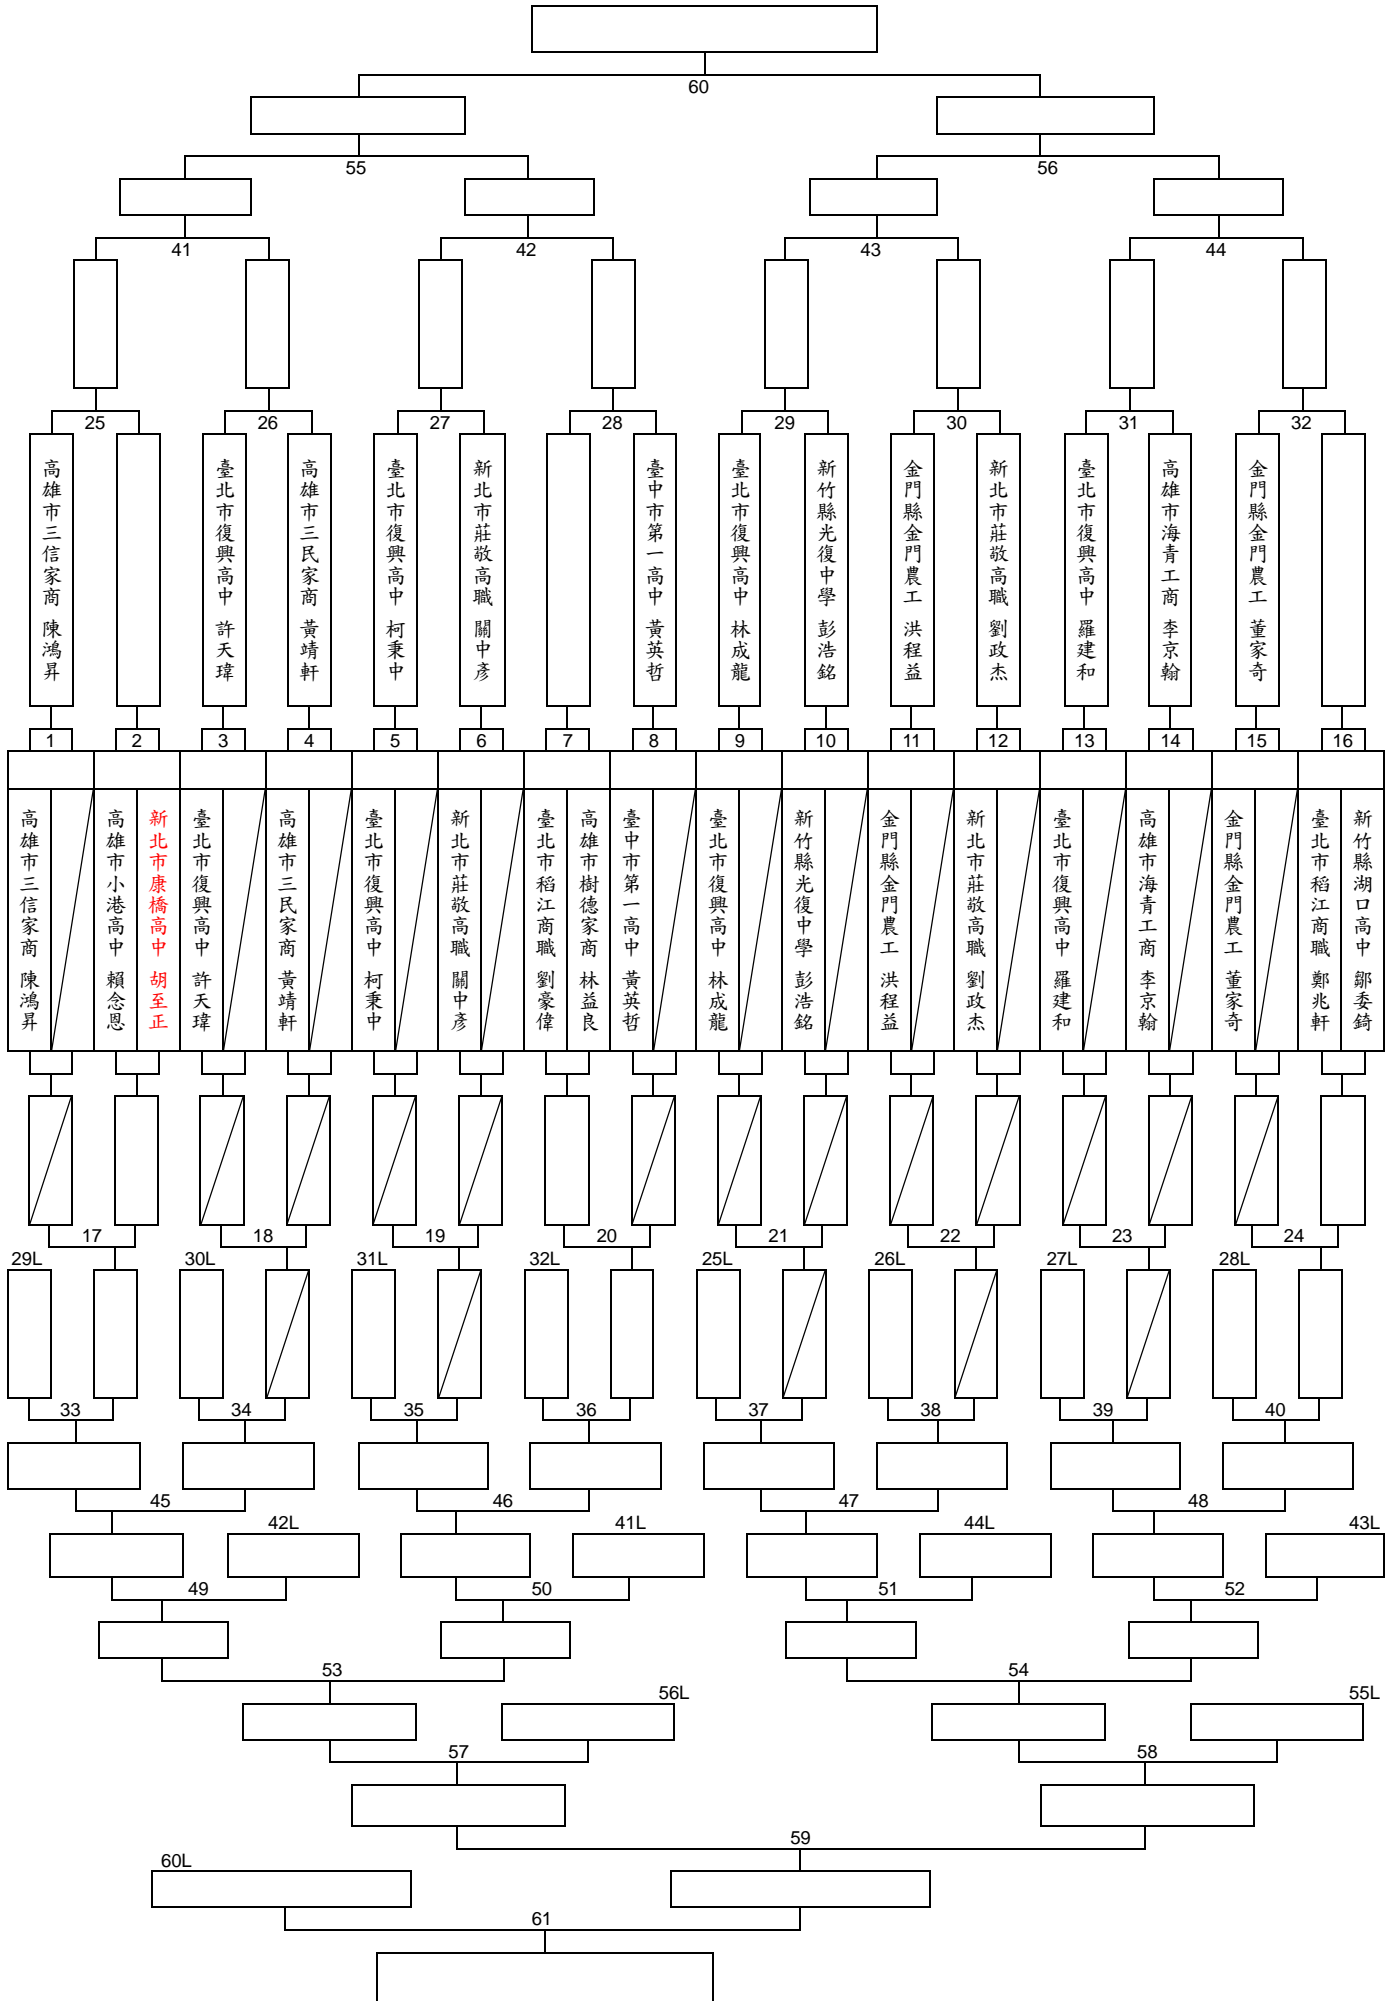 60
55
56
41
42
43
44
25
26
27
28
29
30
31
32
高雄市三信家商 陳鴻昇
臺北市復興高中 許天瑋
高雄市三民家商 黃靖軒
臺北市復興高中 柯秉中
新北市莊敬高職 關中彥
臺中市第一高中 黃英哲
臺北市復興高中 林成龍
新竹縣光復中學 彭浩銘
金門縣金門農工 洪程益
新北市莊敬高職 劉政杰
臺北市復興高中 羅建和
高雄市海青工商 李京翰
金門縣金門農工 董家奇
1
2
3
4
5
6
7
8
9
10
11
12
13
14
15
16
高雄市三信家商 陳鴻昇
高雄市小港高中 賴念恩
新北市康橋高中 胡至正
臺北市復興高中 許天瑋
高雄市三民家商 黃靖軒
臺北市復興高中 柯秉中
新北市莊敬高職 關中彥
臺北市稻江商職 劉豪偉
高雄市樹德家商 林益良
臺中市第一高中 黃英哲
臺北市復興高中 林成龍
新竹縣光復中學 彭浩銘
金門縣金門農工 洪程益
新北市莊敬高職 劉政杰
臺北市復興高中 羅建和
高雄市海青工商 李京翰
金門縣金門農工 董家奇
臺北市稻江商職 鄭兆軒
新竹縣湖口高中 鄒委錡
17
18
19
20
21
22
23
24
29L
30L
31L
32L
25L
26L
27L
28L
33
34
35
36
37
38
39
40
45
46
47
48
42L
41L
44L
43L
49
50
51
52
53
54
56L
55L
57
58
59
60L
61